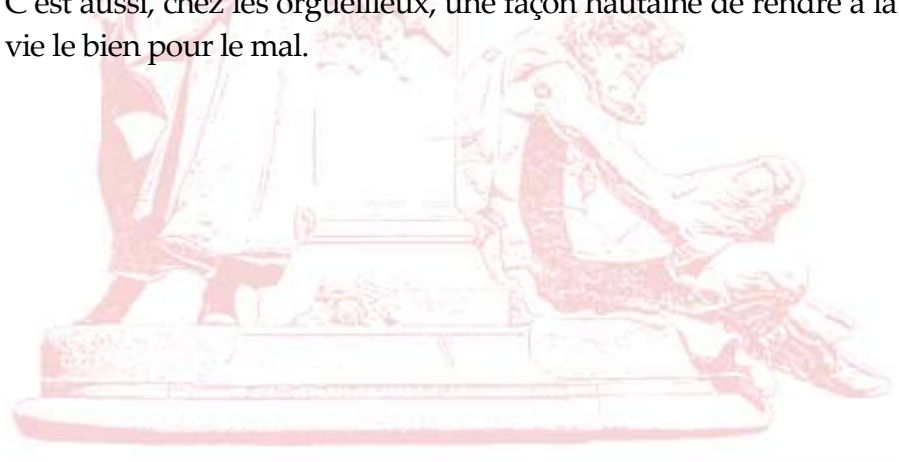 C'est aussi, chez les orgueilleux, une façon hautaine de rendre à la
vie le bien pour le mal.